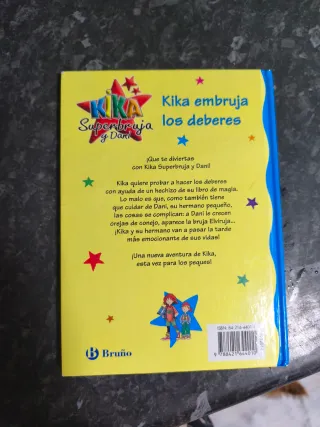 KIKA
Superbruja
y Dani
Kika embruja
los deberes
¡Que te diviertas
con Kika Superbruja y Dani!
Kika quiere probar a hacer los deberes
con ayuda de un hechizo de su libro de magia.
Lo malo es que, como también tiene
que cuidar de Dani, su hermano pequeño,
las cosas se complican: a Dani le crecen
orejas de conejo, aparece la bruja Elviruja...
¡Kika y su hermano van a pasar la tarde
más emocionante de sus vidas!
¡Una nueva aventura de Kika,
esta vez para los peques!
B Bruño